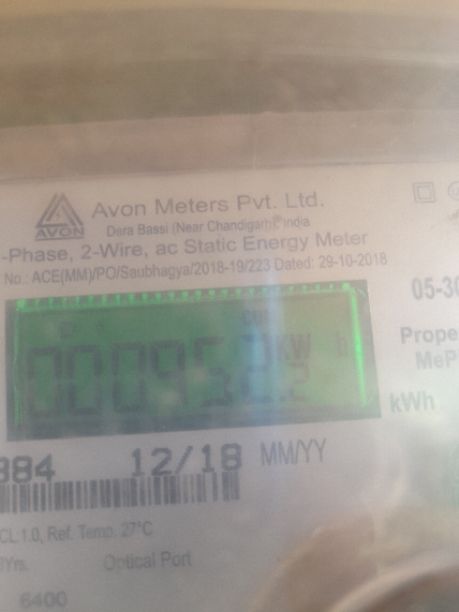 Avon Meters Pvt. Ltd.
AVON
Dera Bassi (Near Chandigarh), India
-Phase, 2-Wire, ac Static Energy Meter
No.: ACE(MM)/PO/Saubhagya/2018-19/223 Dated: 29-10-2018
05-30
KW h
Prope
MeP
kWh
384 12/18 MM/YY
CL:1.0, Ref. Temp. 27°C
Yrs. Optical Port
6400